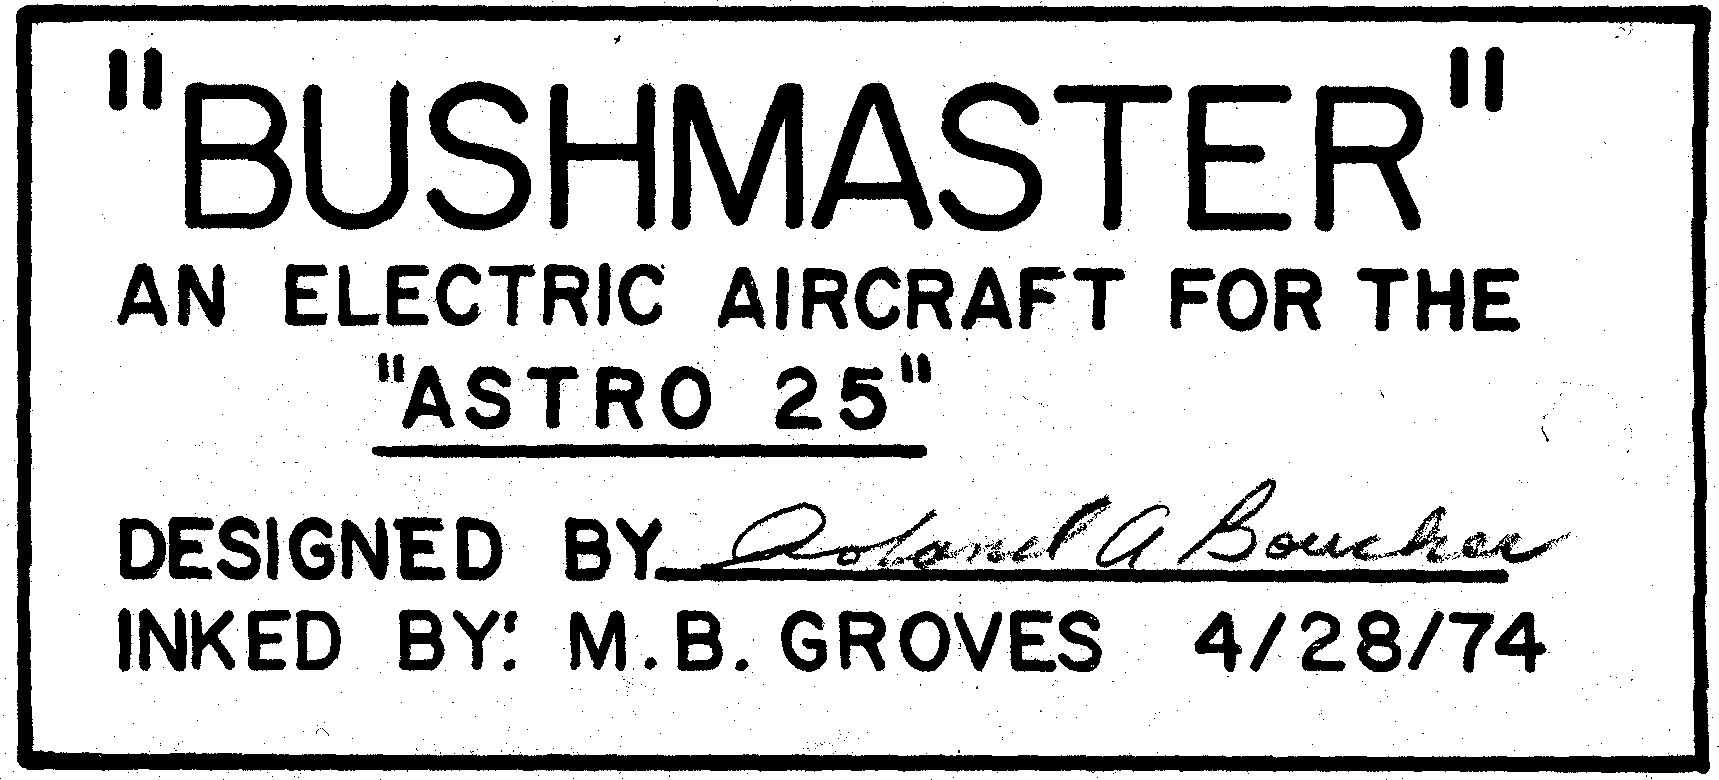 "BUSHMASTER"
AN ELECTRIC AIRCRAFT FOR THE
"ASTRO 25"
DESIGNED BY Roland A Boucher
INKED BY: M.B. GROVES 4/28/74